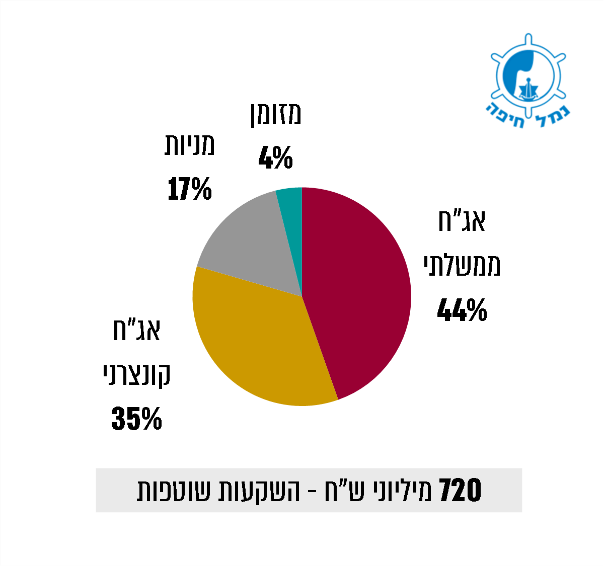 נמל חיפה
מזומן
4%
מניות
17%
אג"ח
ממשלתי
44%
אג"ח
קונצרני
35%
720 מיליוני ש"ח - השקעות שוטפות